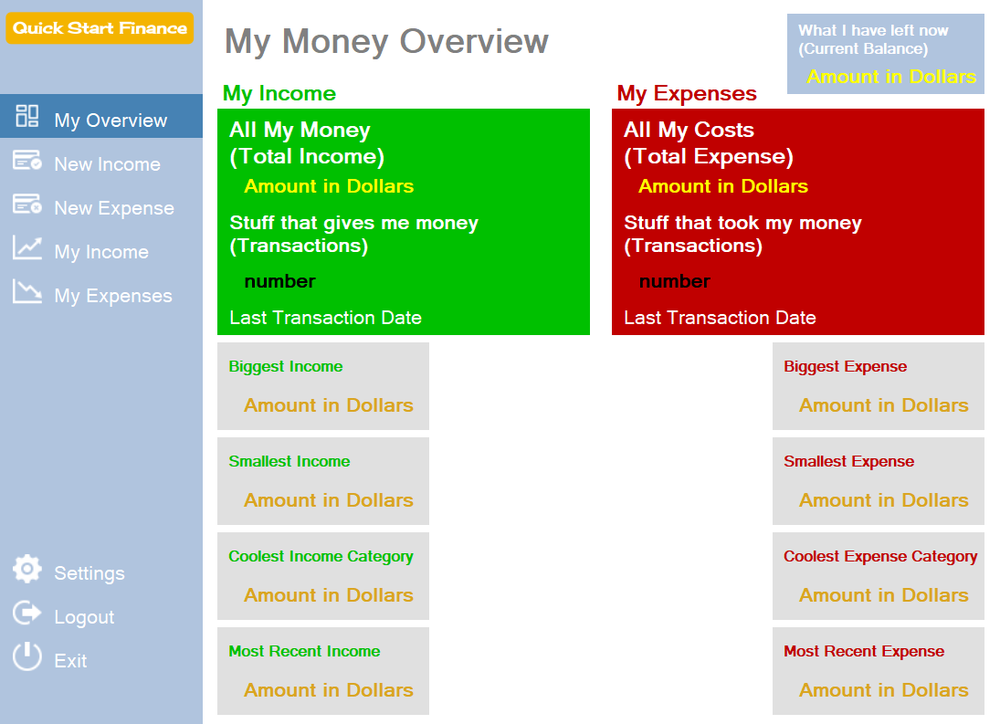 Quick Start Finance
My Overview
New Income
New Expense
My Income
My Expenses
Settings
Logout
Exit
My Money Overview
What I have left now
(Current Balance)
Amount in Dollars
My Income
All My Money
(Total Income)
Amount in Dollars
Stuff that gives me money
(Transactions)
number
Last Transaction Date
Biggest Income
Amount in Dollars
Smallest Income
Amount in Dollars
Coolest Income Category
Amount in Dollars
Most Recent Income
Amount in Dollars
My Expenses
All My Costs
(Total Expense)
Amount in Dollars
Stuff that took my money
(Transactions)
number
Last Transaction Date
Biggest Expense
Amount in Dollars
Smallest Expense
Amount in Dollars
Coolest Expense Category
Amount in Dollars
Most Recent Expense
Amount in Dollars